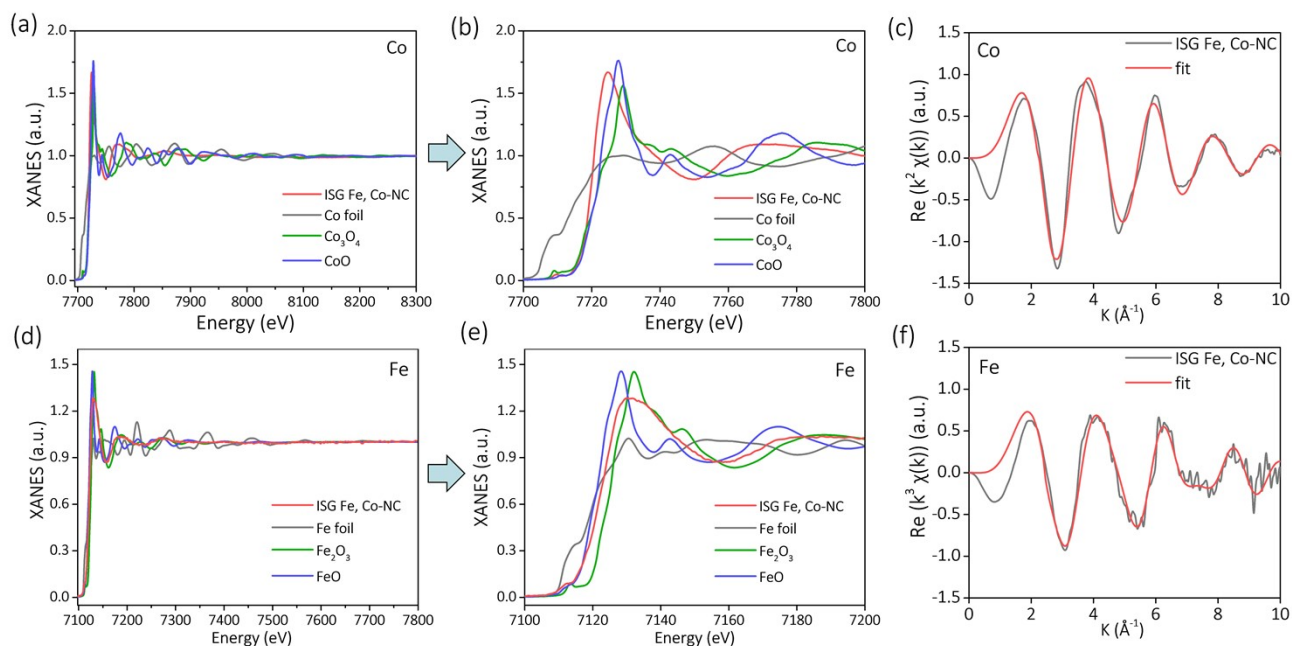 (a)
Co
XANES (a.u.)
2.0
1.5
1.0
0.5
0.0
ISG Fe, Co-NC
Co foil
Co₃O₄
CoO
7700 7800 7900 8000 8100 8200 8300
Energy (eV)
(b)
Co
XANES (a.u.)
2.0
1.5
1.0
0.5
0.0
ISG Fe, Co-NC
Co foil
Co₃O₄
CoO
7700 7720 7740 7760 7780 7800
Energy (eV)
(c)
Co
ISG Fe, Co-NC
fit
Re (k² χ(k)) (a.u.)
1.5
1.0
0.5
0.0
-0.5
-1.0
-1.5
0 2 4 6 8 10
K (Å⁻¹)
(d)
Fe
XANES (a.u.)
1.5
1.2
0.9
0.6
0.3
0.0
ISG Fe, Co-NC
Fe foil
Fe₂O₃
FeO
7100 7200 7300 7400 7500 7600 7700 7800
Energy (eV)
(e)
Fe
XANES (a.u.)
1.5
1.2
0.9
0.6
0.3
0.0
ISG Fe, Co-NC
Fe foil
Fe₂O₃
FeO
7100 7120 7140 7160 7180 7200
Energy (eV)
(f)
Fe
ISG Fe, Co-NC
fit
Re (k³ χ(k)) (a.u.)
1.5
1.0
0.5
0.0
-0.5
-1.0
-1.5
0 2 4 6 8 10
K (Å⁻¹)